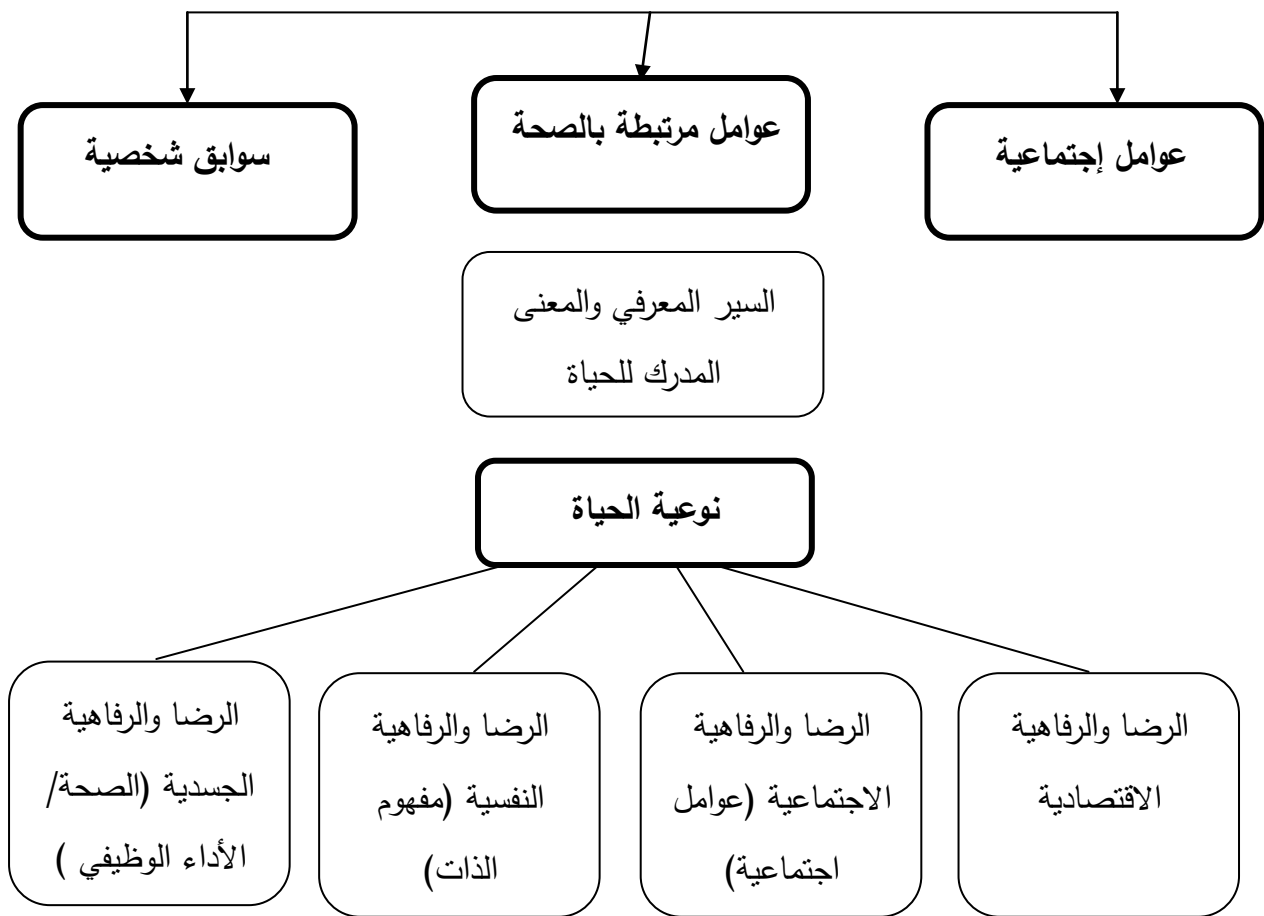 عوامل إجتماعية
عوامل مرتبطة بالصحة
سوابق شخصية
السير المعرفي والمعنى
المدرك للحياة
نوعية الحياة
الرضا والرفاهية
الاقتصادية
الرضا والرفاهية
الاجتماعية (عوامل
اجتماعية)
الرضا والرفاهية
النفسية (مفهوم
الذات)
الرضا والرفاهية
الجسدية (الصحة/
الأداء الوظيفي )